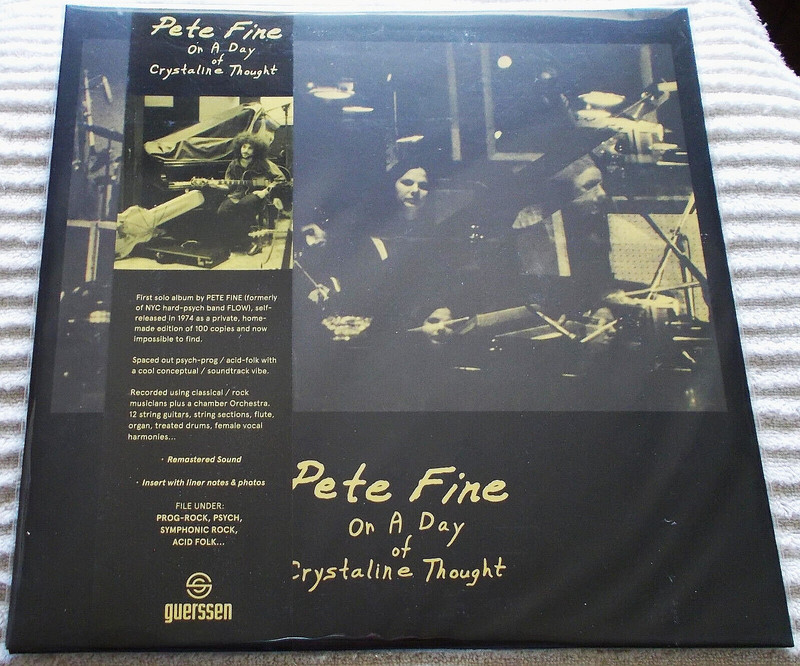 Pete Fine
On A Day
of
Crystaline Thought
First solo album by PETE FINE (formerly
of NYC hard-psych band FLOW), self-
released in 1974 as a private, home-
made edition of 100 copies and now
impossible to find.
Spaced out psych-prog / acid-folk with
a cool conceptual / soundtrack vibe.
Recorded using classical / rock
musicians plus a chamber Orchestra.
12 string guitars, string sections, flute,
organ, treated drums, female vocal
harmonies...
· Remastered Sound
· Insert with liner notes & photos
FILE UNDER:
PROG-ROCK, PSYCH,
SYMPHONIC ROCK,
ACID FOLK...
guerssen
Pete Fine
On A Day
of
Crystaline Thought